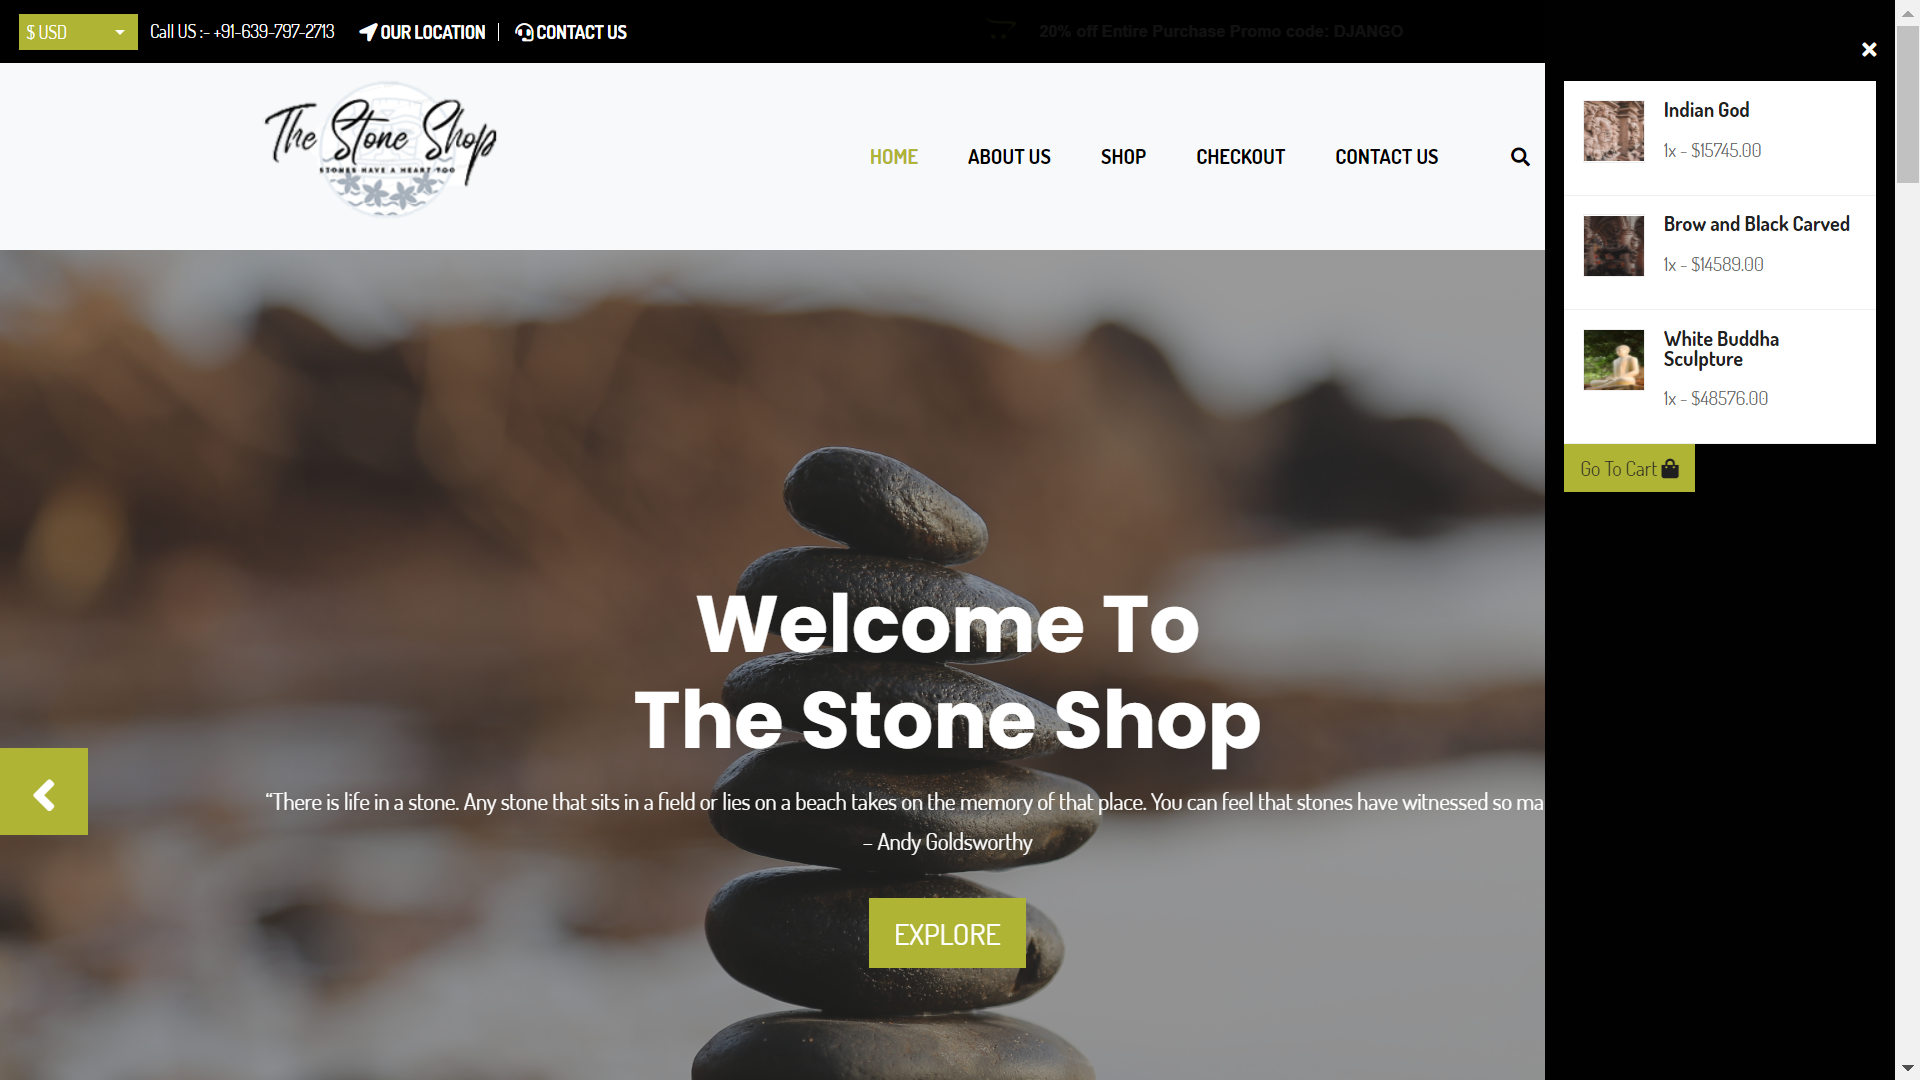 $ USD
Call US :- +91-639-797-2713
OUR LOCATION
CONTACT US
20% off Entire Purchase Promo code: DJANGO
The Stone Shop
STONES HAVE A HEART TOO
HOME
ABOUT US
SHOP
CHECKOUT
CONTACT US
Indian God
1x - $15745.00
Brow and Black Carved
1x - $14589.00
White Buddha
Sculpture
1x - $48576.00
Go To Cart
Welcome To
The Stone Shop
“There is life in a stone. Any stone that sits in a field or lies on a beach takes on the memory of that place. You can feel that stones have witnessed so ma
– Andy Goldsworthy
EXPLORE